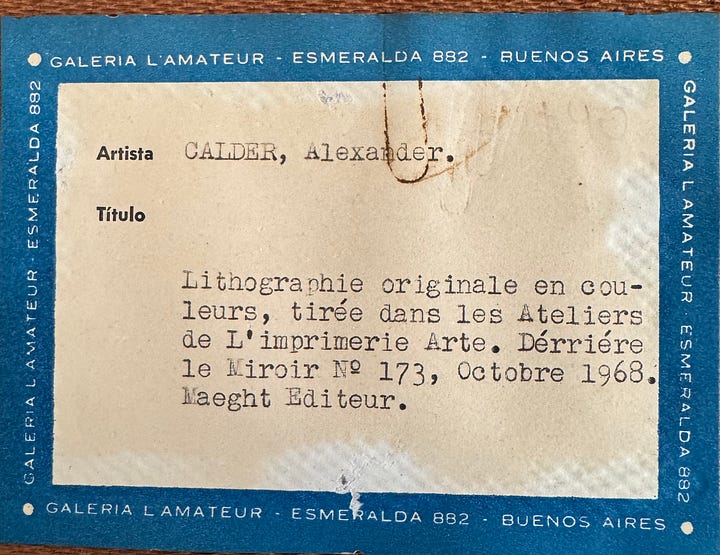 GALERIA L'AMATEUR - ESMERALDA 882 - BUENOS AIRES
GALERIA L'AMATEUR · ESMERALDA 882
Artista CALDER, Alexander.
Título
Lithographie originale en cou-
leurs, tirée dans les Ateliers
de L'imprimerie Arte. Dérriére
le Miroir Nº 173, Octobre 1968.
Maeght Editeur.
GALERIA L AMATEUR · ESMERALDA 882
GALERIA L'AMATEUR - ESMERALDA 882 - BUENOS AIRES